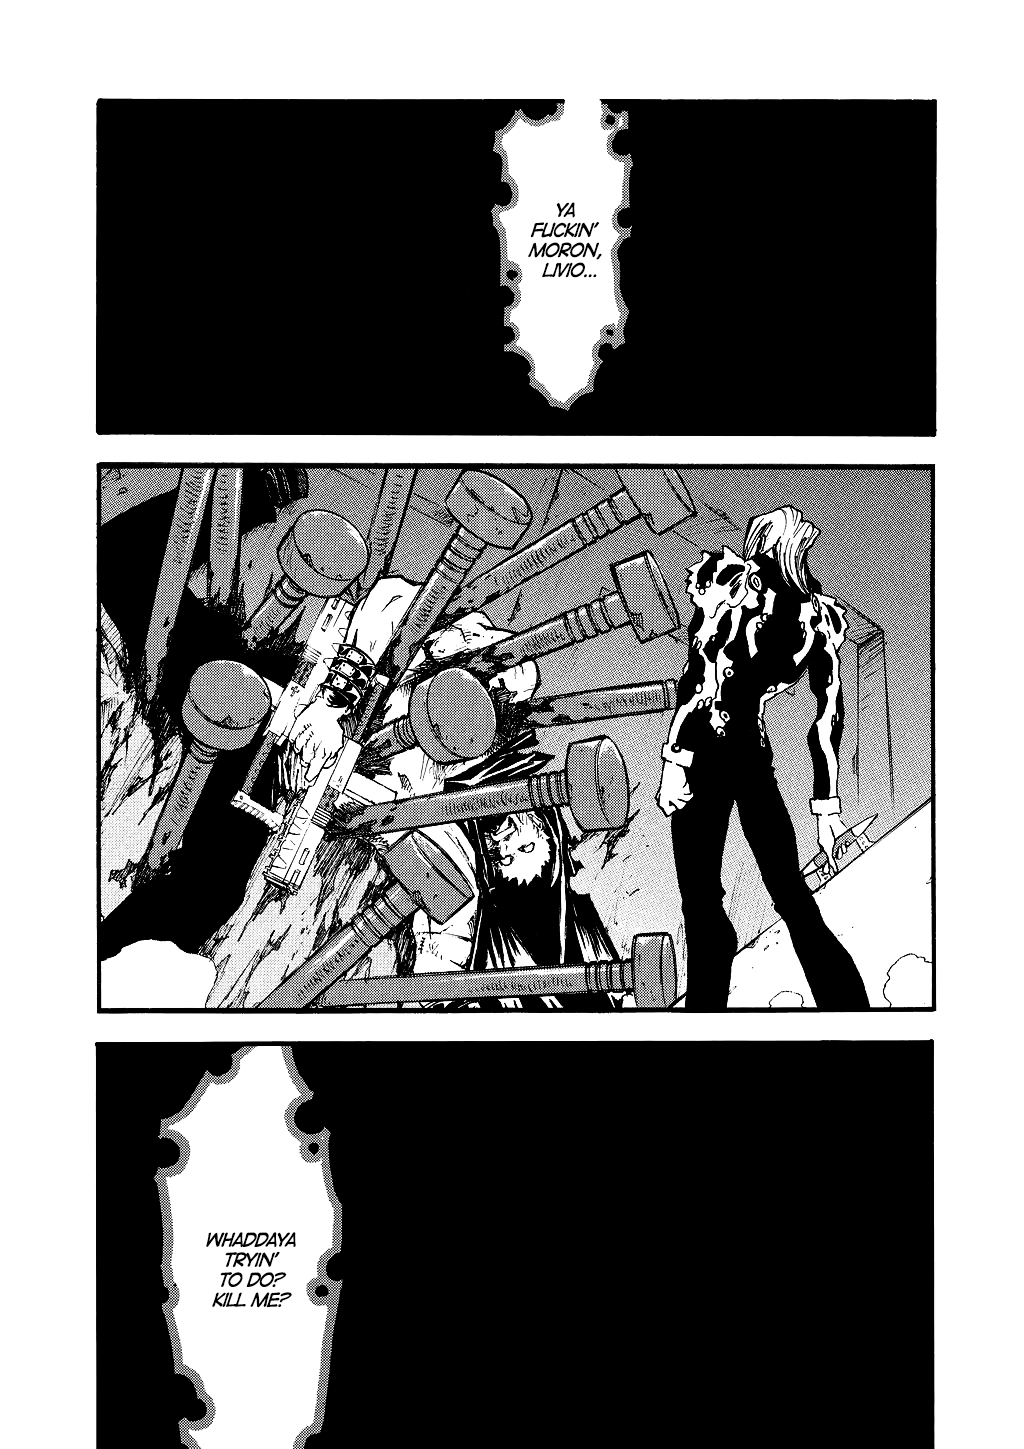 YA
FUCKIN'
MORON,
LIVIO...
WHADDAYA
TRYIN'
TO DO?
KILL ME?